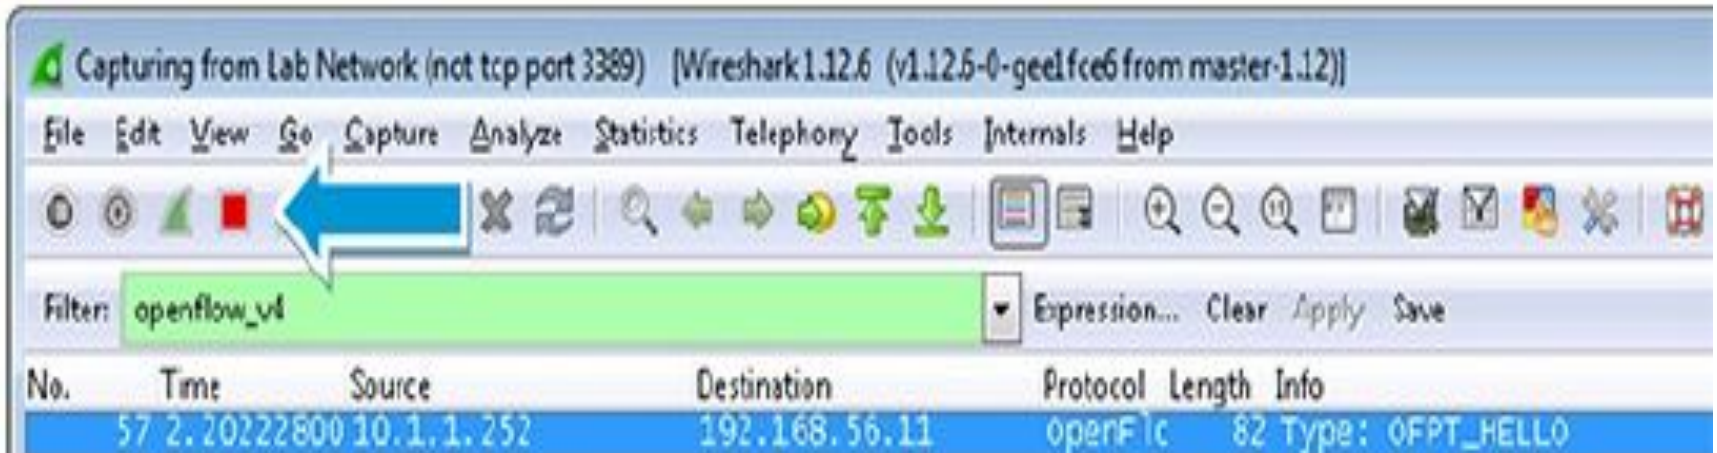 Capturing from Lab Network (not tcp port 3389) [Wireshark 1.12.6 (v1.12.6-0-gee1fce6 from master-1.12)]
File Edit View Go Capture Analyze Statistics Telephony Tools Internals Help
Filter: openflow_v4 Expression... Clear Apply Save
No. Time Source Destination Protocol Length Info
57 2.20222800 10.1.1.252 192.168.56.11 OpenFlc 82 Type: OFPT_HELLO